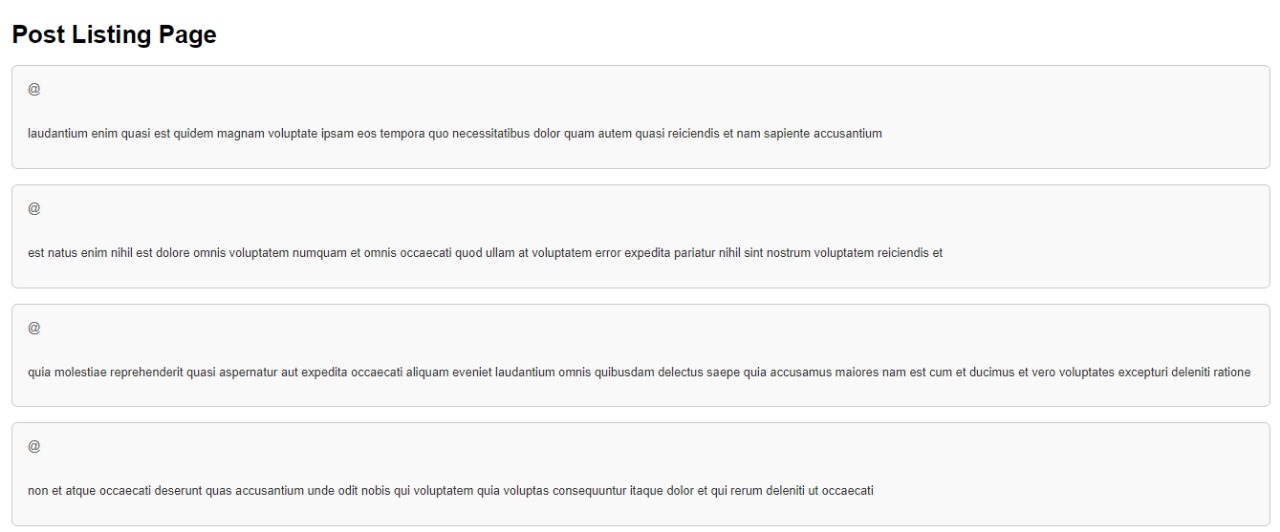 Post Listing Page
@
laudantium enim quasi est quidem magnam voluptate ipsam eos tempora quo necessitatibus dolor quam autem quasi reiciendis et nam sapiente accusantium
@
est natus enim nihil est dolore omnis voluptatem numquam et omnis occaecati quod ullam at voluptatem error expedita pariatur nihil sint nostrum voluptatem reiciendis et
@
quia molestiae reprehenderit quasi aspernatur aut expedita occaecati aliquam eveniet laudantium omnis quibusdam delectus saepe quia accusamus maiores nam est cum et ducimus et vero voluptates excepturi deleniti ratione
@
non et atque occaecati deserunt quas accusantium unde odit nobis qui voluptatem quia voluptas consequuntur itaque dolor et qui rerum deleniti ut occaecati